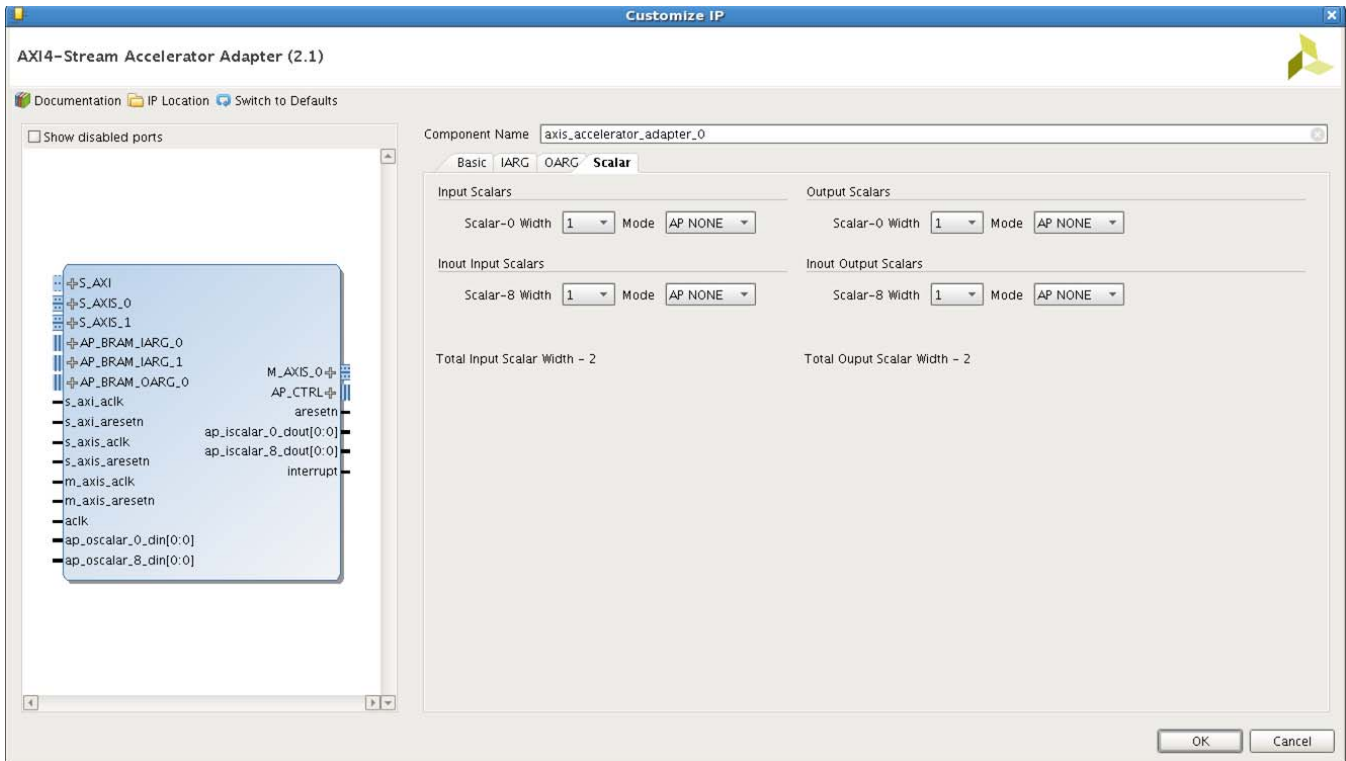 Customize IP
AXI4-Stream Accelerator Adapter (2.1)
Documentation IP Location Switch to Defaults
Show disabled ports
S_AXI
S_AXIS_0
S_AXIS_1
AP_BRAM_IARG_0
AP_BRAM_IARG_1
AP_BRAM_OARG_0
s_axi_aclk
s_axi_aresetn
s_axis_aclk
s_axis_aresetn
m_axis_aclk
m_axis_aresetn
aclk
ap_oscalar_0_din[0:0]
ap_oscalar_8_din[0:0]
M_AXIS_0
AP_CTRL
aresetn
ap_iscalar_0_dout[0:0]
ap_iscalar_8_dout[0:0]
interrupt
Component Name axis_accelerator_adapter_0
Basic IARG OARG Scalar
Input Scalars
Scalar-0 Width 1 Mode AP NONE
Output Scalars
Scalar-0 Width 1 Mode AP NONE
Inout Input Scalars
Scalar-8 Width 1 Mode AP NONE
Inout Output Scalars
Scalar-8 Width 1 Mode AP NONE
Total Input Scalar Width - 2
Total Ouput Scalar Width - 2
OK Cancel